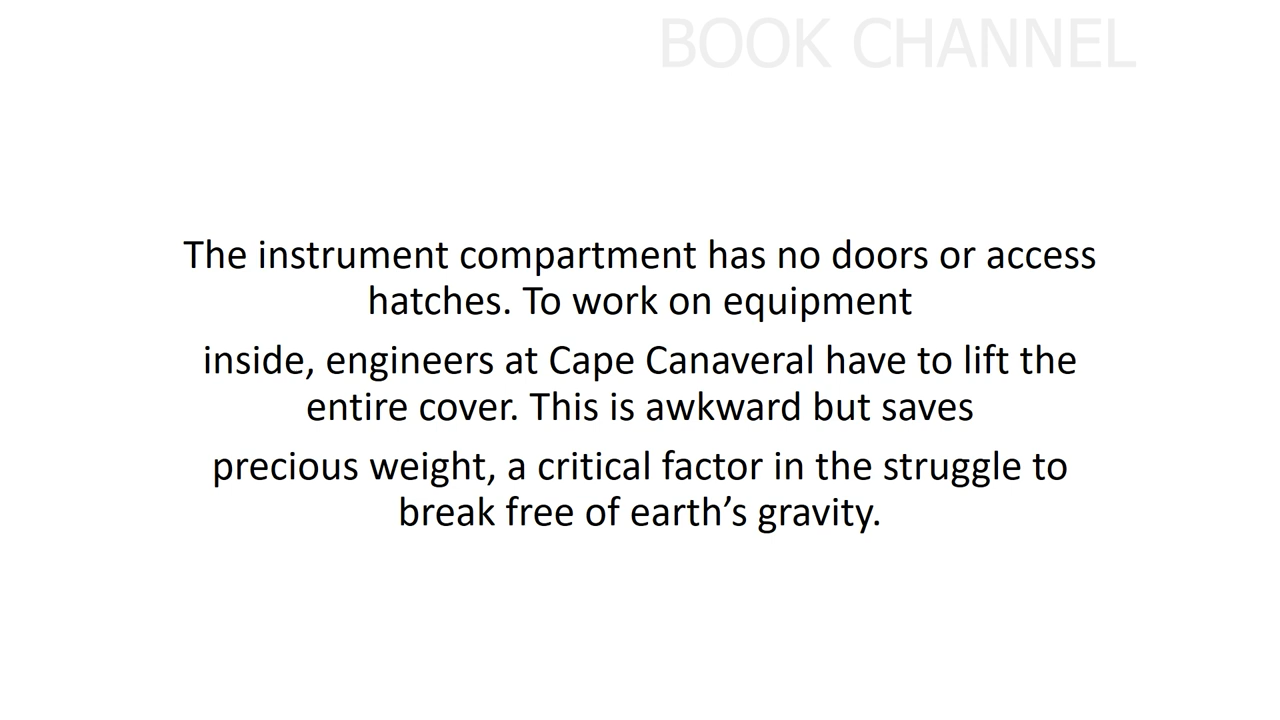 BOOK CHANNEL
The instrument compartment has no doors or access
hatches. To work on equipment
inside, engineers at Cape Canaveral have to lift the
entire cover. This is awkward but saves
precious weight, a critical factor in the struggle to
break free of earth’s gravity.